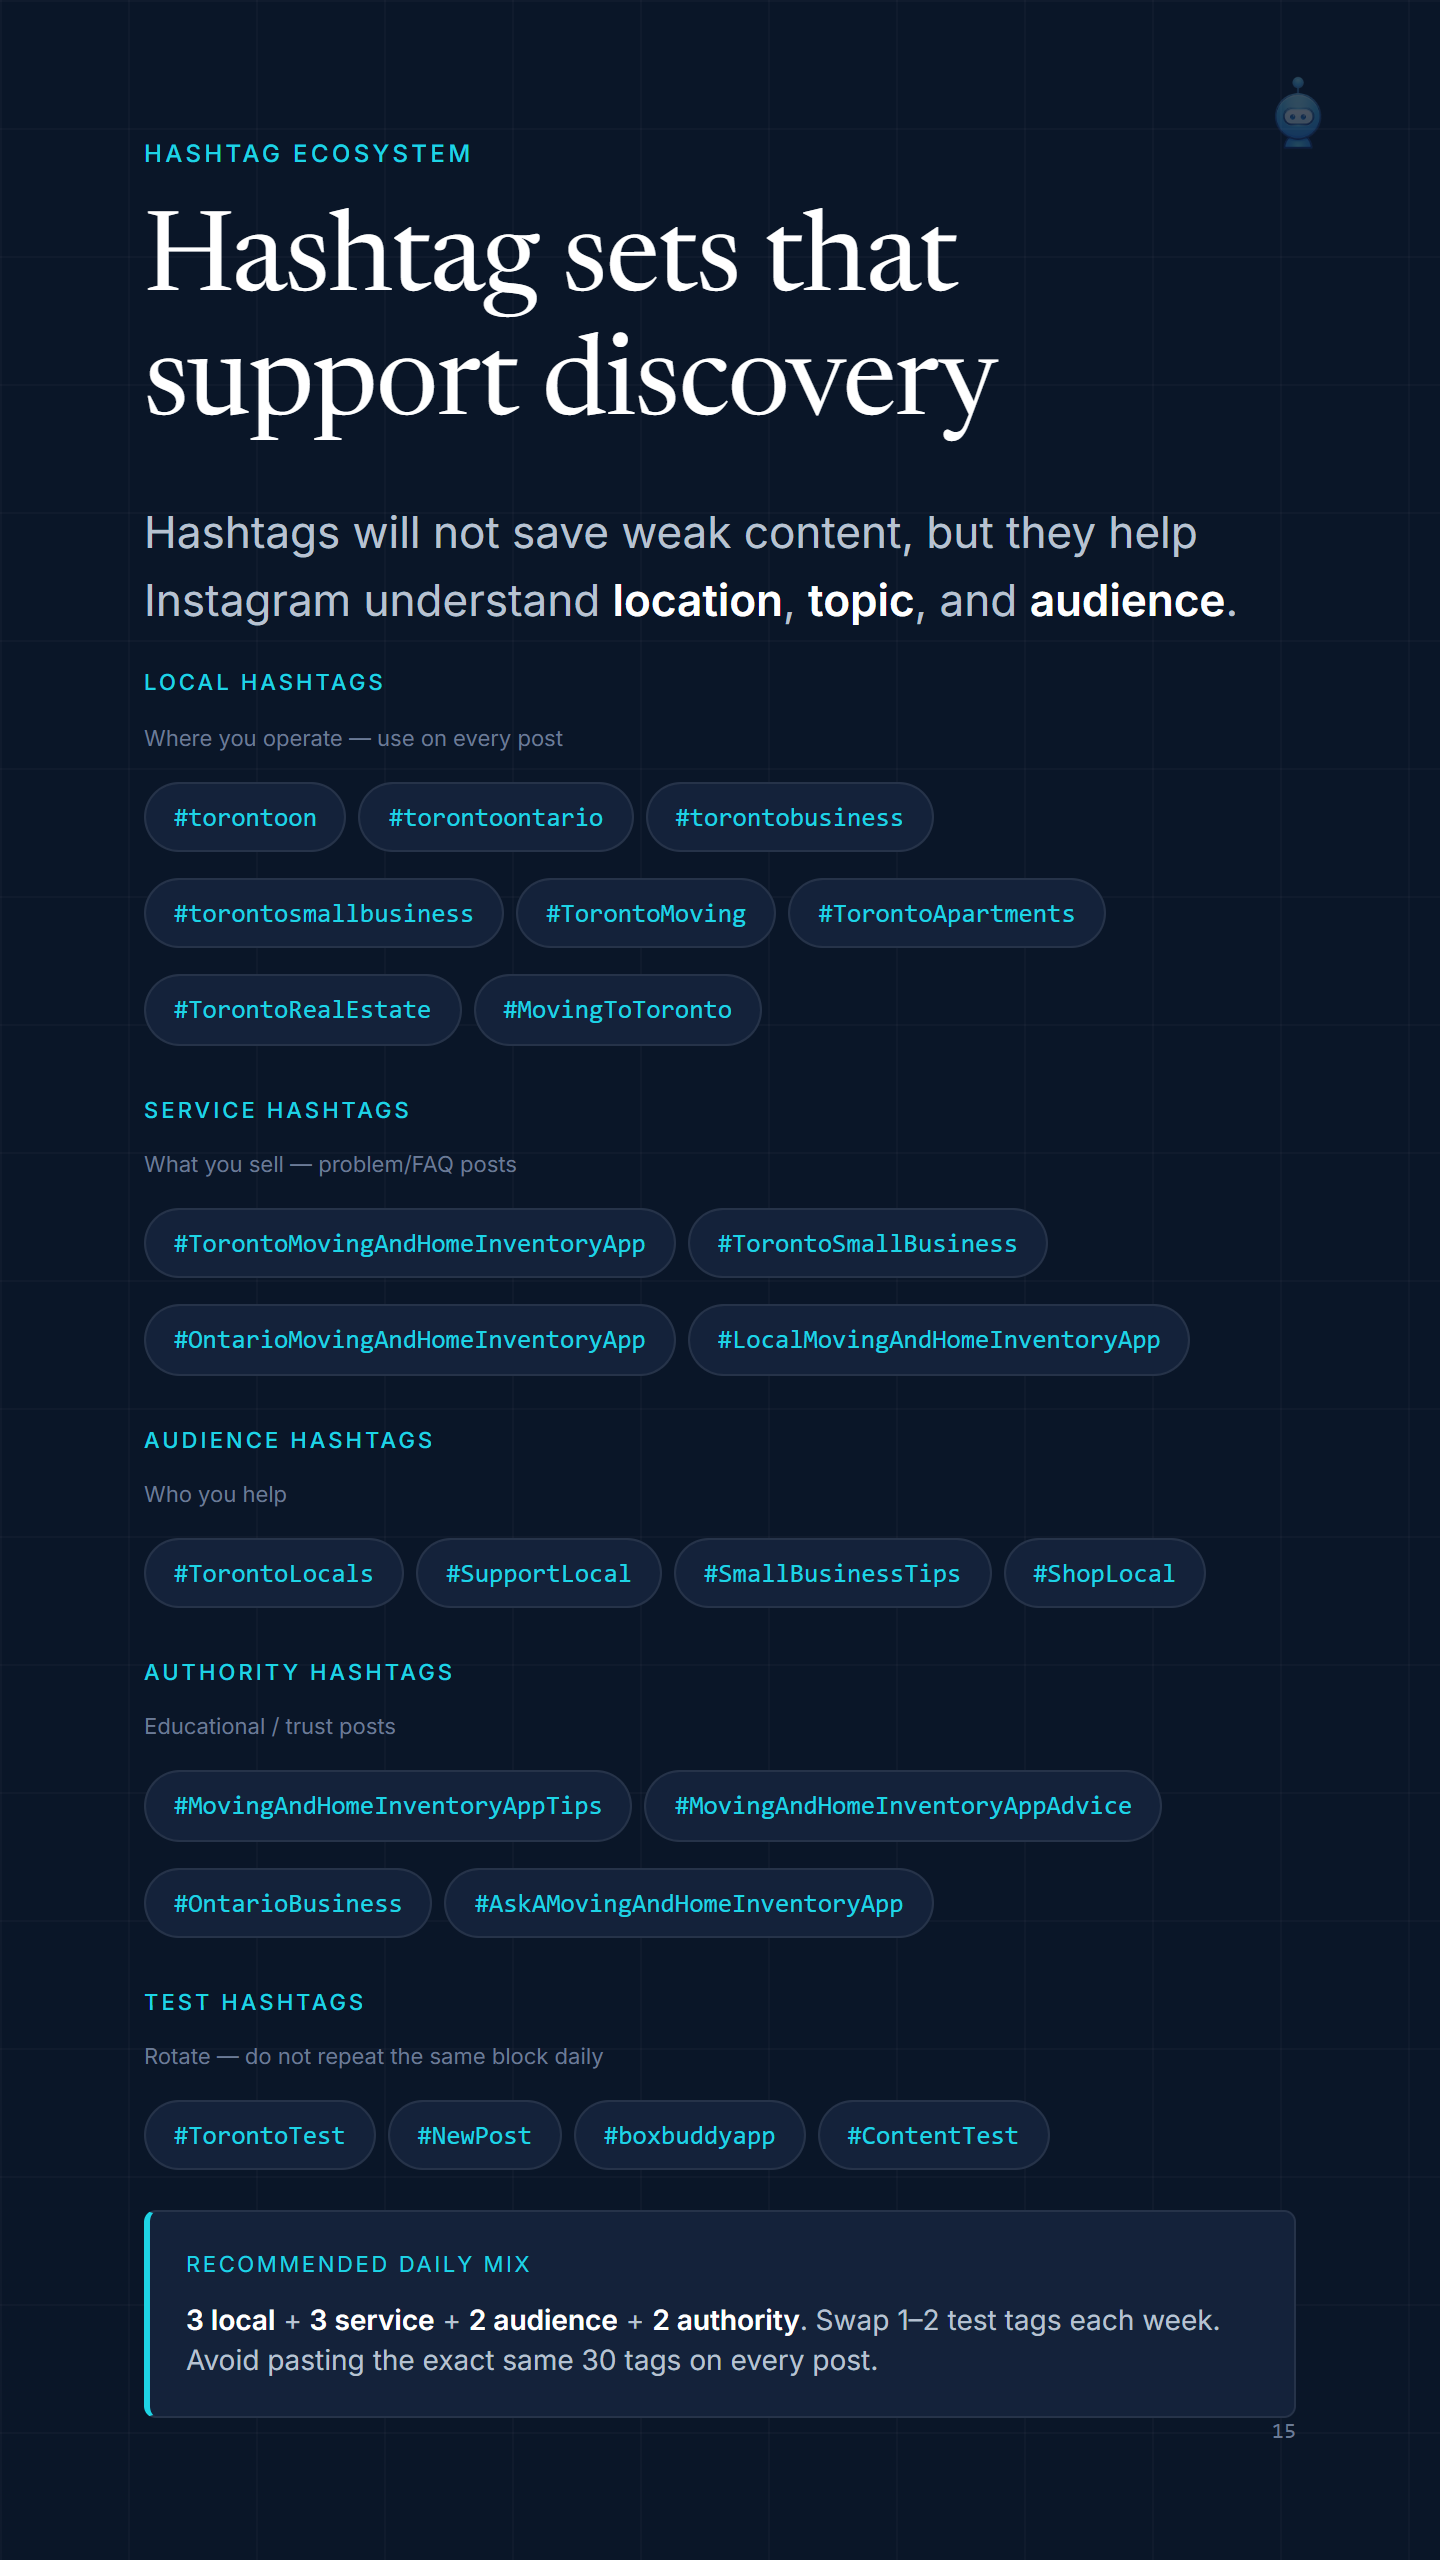 HASHTAG ECOSYSTEM
Hashtag sets that
support discovery
Hashtags will not save weak content, but they help
Instagram understand location, topic, and audience.
LOCAL HASHTAGS
Where you operate — use on every post
#torontoon #torontoontario #torontobusiness
#torontosmallbusiness #TorontoMoving #TorontoApartments
#TorontoRealEstate #MovingToToronto
SERVICE HASHTAGS
What you sell — problem/FAQ posts
#TorontoMovingAndHomeInventoryApp #TorontoSmallBusiness
#OntarioMovingAndHomeInventoryApp #LocalMovingAndHomeInventoryApp
AUDIENCE HASHTAGS
Who you help
#TorontoLocals #SupportLocal #SmallBusinessTips #ShopLocal
AUTHORITY HASHTAGS
Educational / trust posts
#MovingAndHomeInventoryAppTips #MovingAndHomeInventoryAppAdvice
#OntarioBusiness #AskAMovingAndHomeInventoryApp
TEST HASHTAGS
Rotate — do not repeat the same block daily
#TorontoTest #NewPost #boxbuddyapp #ContentTest
RECOMMENDED DAILY MIX
3 local + 3 service + 2 audience + 2 authority. Swap 1–2 test tags each week.
Avoid pasting the exact same 30 tags on every post.
15